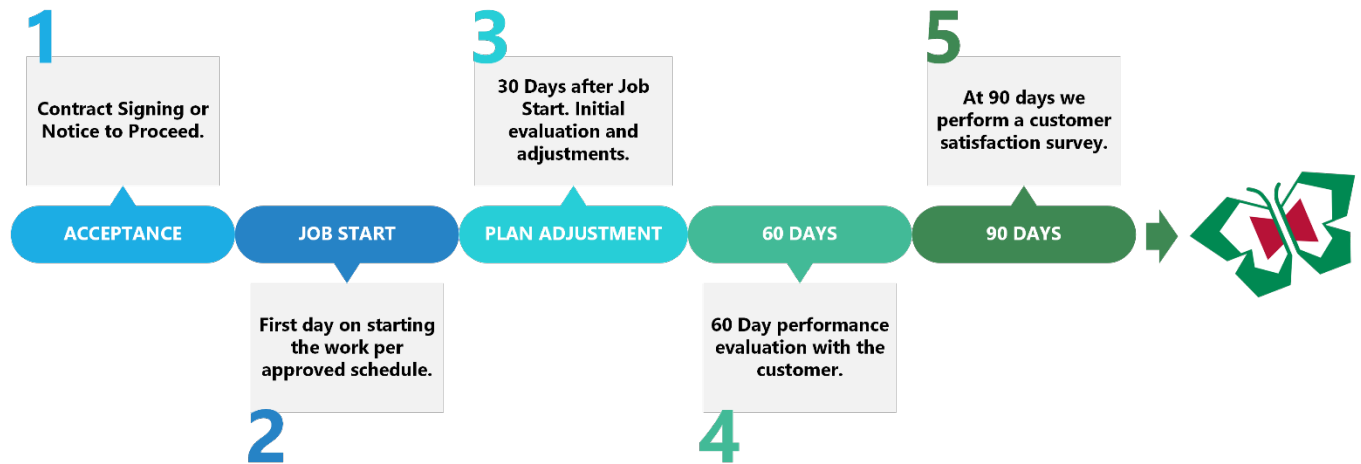 1
Contract Signing or
Notice to Proceed.
ACCEPTANCE
JOB START
First day on starting
the work per
approved schedule.
2
3
30 Days after Job
Start. Initial
evaluation and
adjustments.
PLAN ADJUSTMENT
60 DAYS
60 Day performance
evaluation with the
customer.
4
5
At 90 days we
perform a customer
satisfaction survey.
90 DAYS